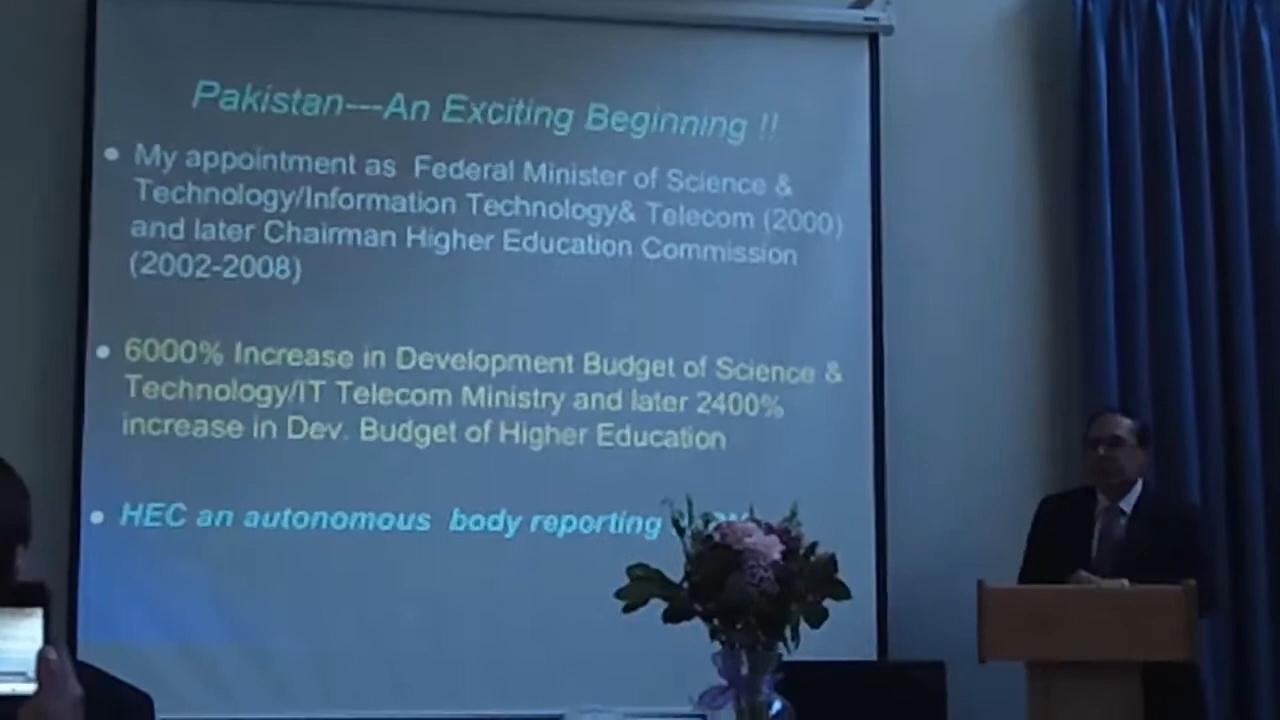 Pakistan---An Exciting Beginning !!
My appointment as Federal Minister of Science &
Technology/Information Technology& Telecom (2000)
and later Chairman Higher Education Commission
(2002-2008)
6000% Increase in Development Budget of Science &
Technology/IT Telecom Ministry and later 2400%
increase in Dev. Budget of Higher Education
HEC an autonomous body reporting